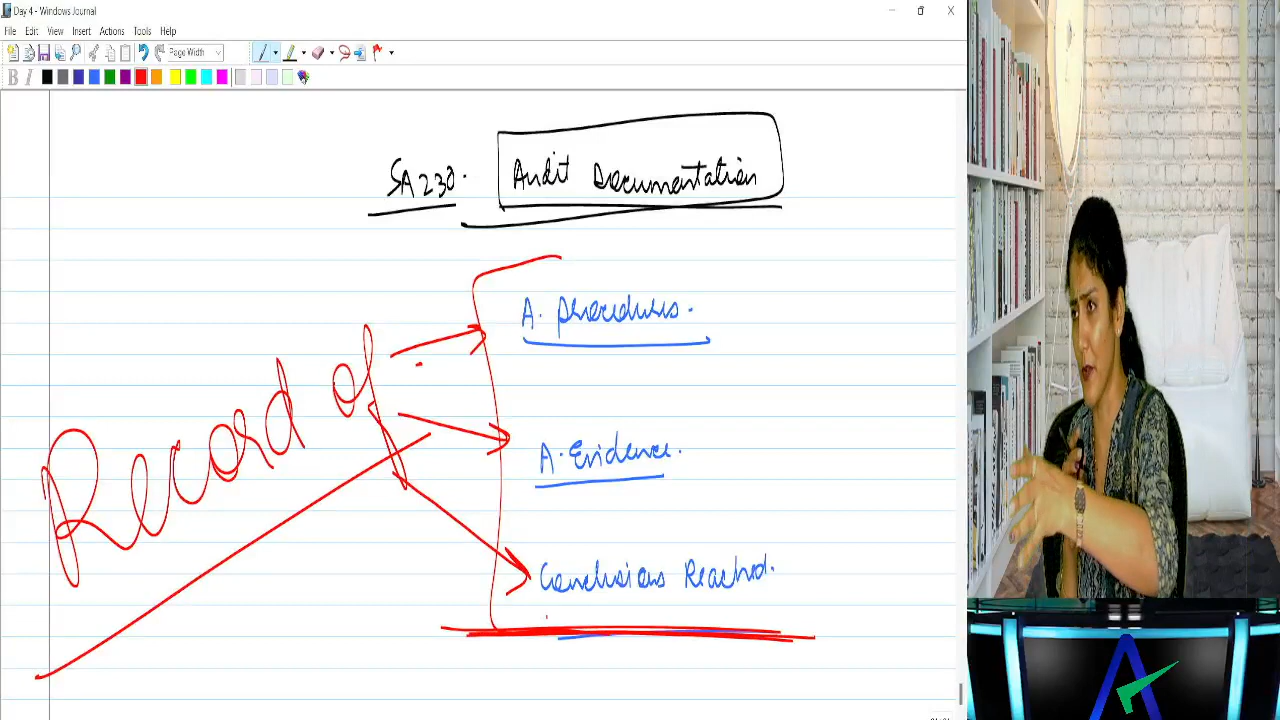 Day 4 - Windows Journal
File Edit View Insert Actions Tools Help
Page Width
B I
SA 230. Audit Documentation
A. Procedures.
Record of
A. Evidence.
Conclusions Reached.